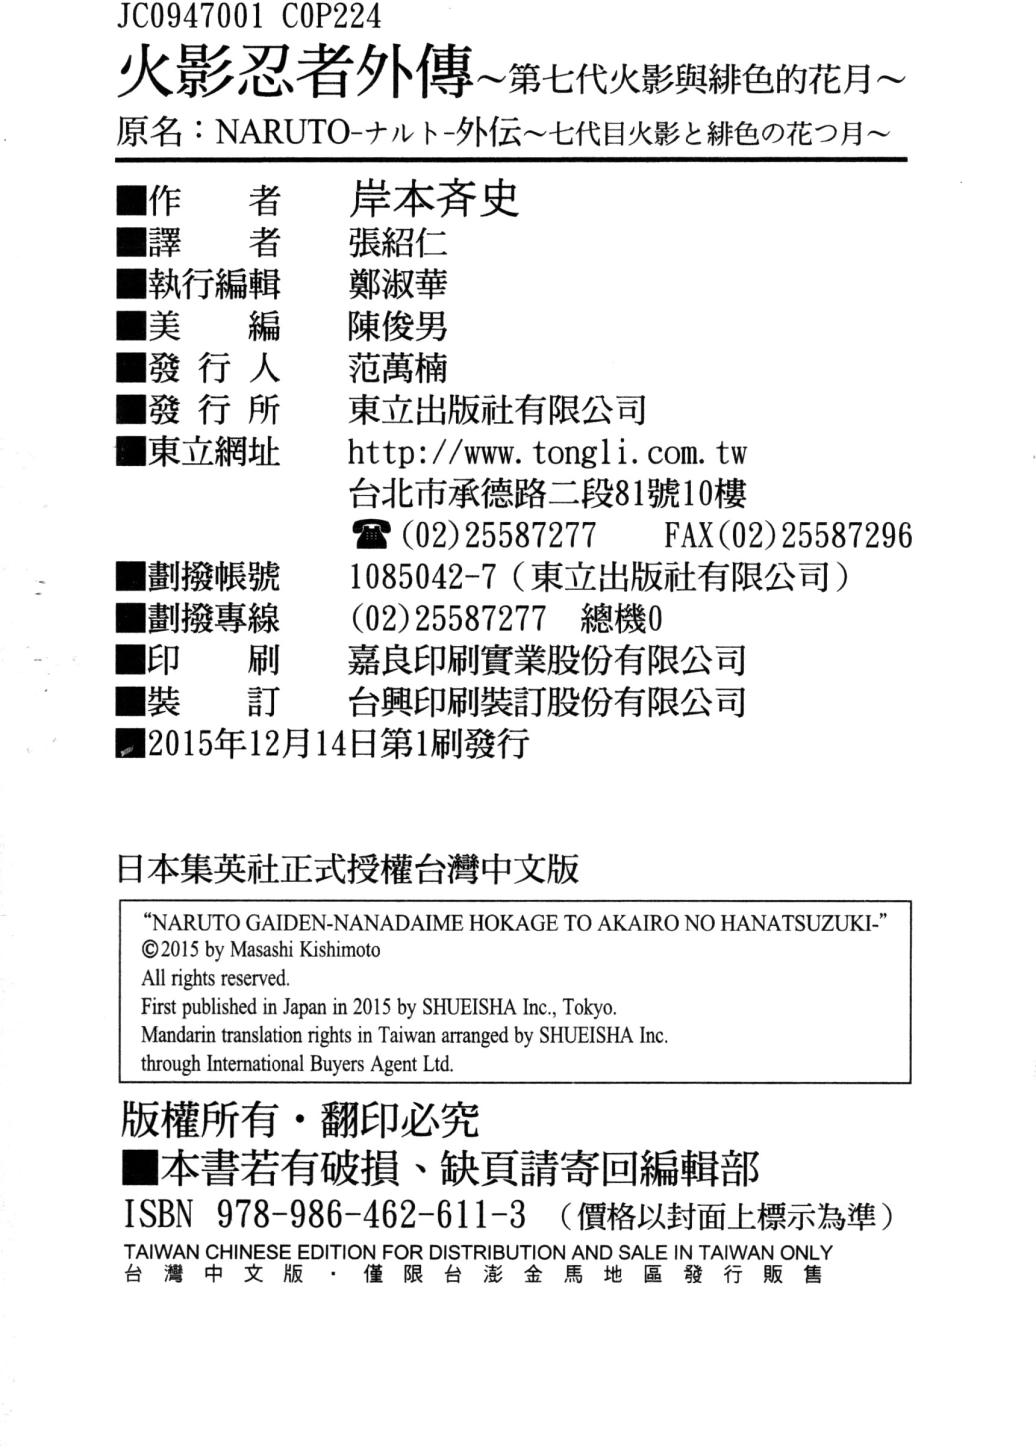 JC0947001 C0P224
火影忍者外傳～第七代火影與緋色的花月～
原名：NARUTO-ナルト-外伝～七代目火影と緋色の花つ月～
■作者 岸本斉史
■譯者 張紹仁
■執行編輯 鄭淑華
■美編 陳俊男
■發行人 范萬楠
■發行所 東立出版社有限公司
■東立網址 http://www.tongli.com.tw
台北市承德路二段81號10樓
☎(02)25587277 FAX(02)25587296
■劃撥帳號 1085042-7（東立出版社有限公司）
■劃撥專線 (02)25587277 總機0
■印刷 嘉良印刷實業股份有限公司
■裝訂 台興印刷裝訂股份有限公司
■2015年12月14日第1刷發行
日本集英社正式授權台灣中文版
“NARUTO GAIDEN-NANADAIME HOKAGE TO AKAIRO NO HANATSUZUKI-”
©2015 by Masashi Kishimoto
All rights reserved.
First published in Japan in 2015 by SHUEISHA Inc., Tokyo.
Mandarin translation rights in Taiwan arranged by SHUEISHA Inc.
through International Buyers Agent Ltd.
版權所有・翻印必究
■本書若有破損、缺頁請寄回編輯部
ISBN 978-986-462-611-3 （價格以封面上標示為準）
TAIWAN CHINESE EDITION FOR DISTRIBUTION AND SALE IN TAIWAN ONLY
台灣中文版・僅限台澎金馬地區發行販售